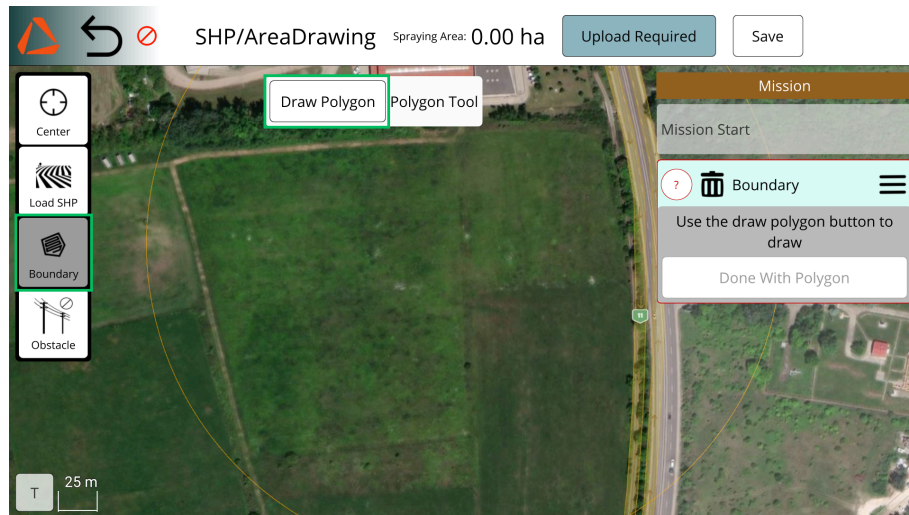 SHP/AreaDrawing
Spraying Area: 0.00 ha
Upload Required
Save
Center
Load SHP
Boundary
Obstacle
Draw Polygon
Polygon Tool
Mission
Mission Start
?
Boundary
Use the draw polygon button to
draw
Done With Polygon
11
T
25 m